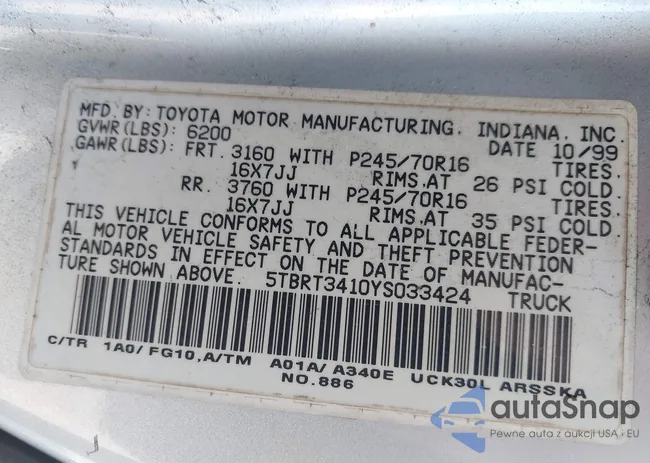 MFD. BY: TOYOTA MOTOR MANUFACTURING, INDIANA, INC.
GVWR (LBS): 6200 DATE 10/99
GAWR(LBS): FRT. 3160 WITH P245/70R16 TIRES.
16X7JJ RIMS.AT 26 PSI COLD.
RR. 3760 WITH P245/70R16 TIRES.
16X7JJ RIMS.AT 35 PSI COLD.
THIS VEHICLE CONFORMS TO ALL APPLICABLE FEDER-
AL MOTOR VEHICLE SAFETY AND THEFT PREVENTION
STANDARDS IN EFFECT ON THE DATE OF MANUFAC-
TURE SHOWN ABOVE. 5TBRT3410YS033424 TRUCK
C/TR 1A0/FG10,A/TM A01A/A340E UCK30L ARSSKA
NO.886
autaSnap
Pewne auta z aukcji USA i EU